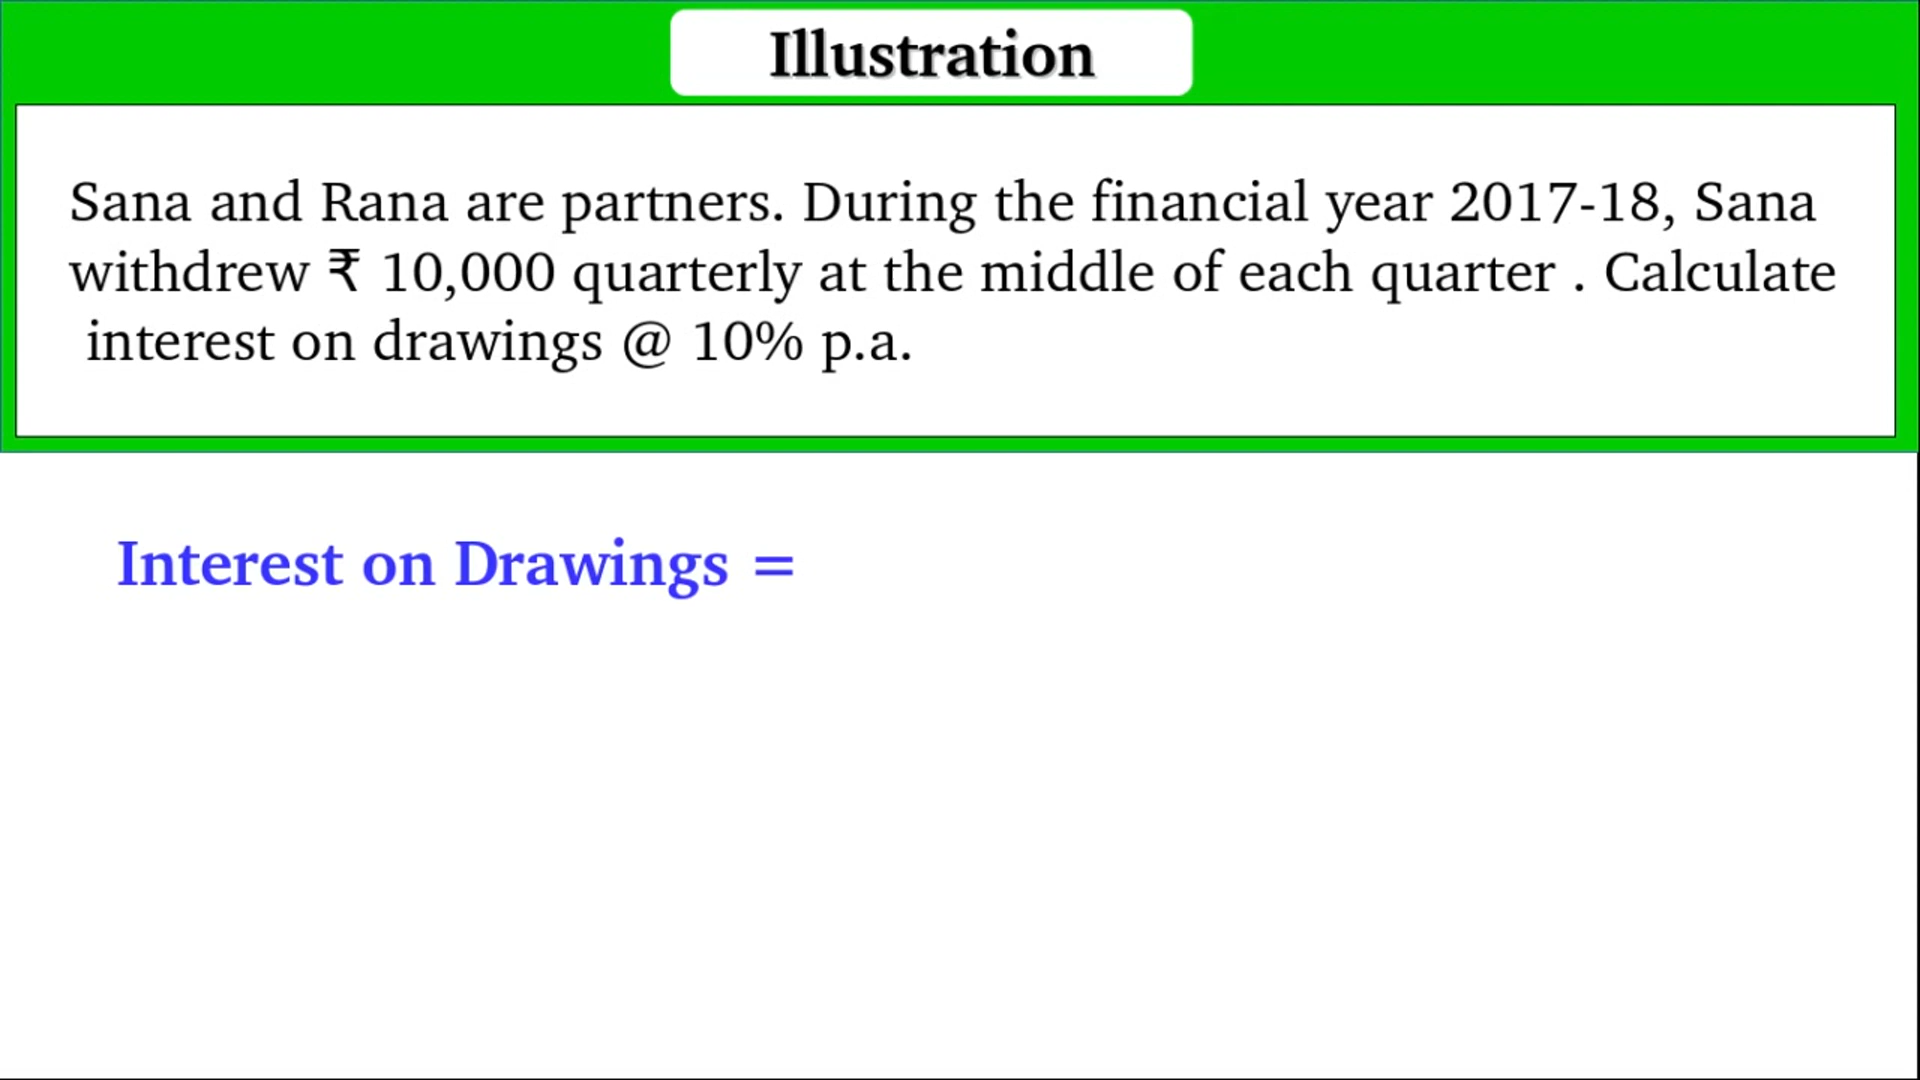 Illustration
Sana and Rana are partners. During the financial year 2017-18, Sana
withdrew ₹ 10,000 quarterly at the middle of each quarter . Calculate
interest on drawings @ 10% p.a.
Interest on Drawings =